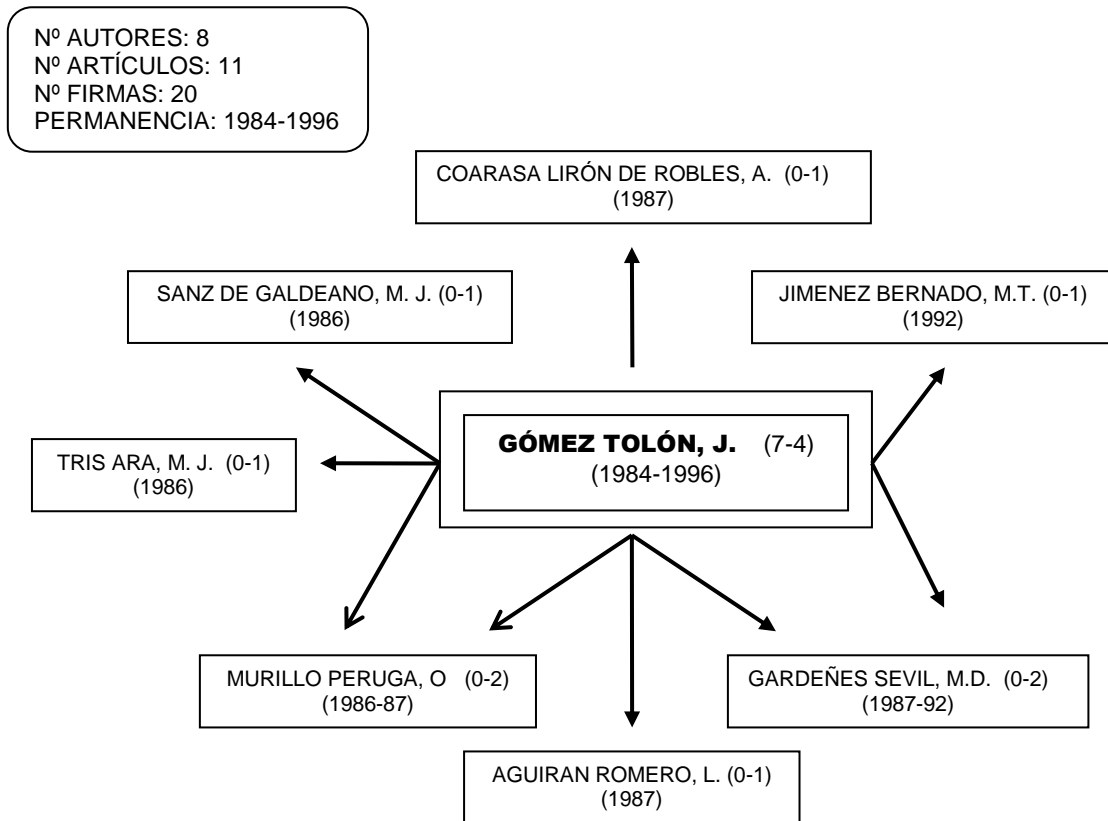 Nº AUTORES: 8
Nº ARTÍCULOS: 11
Nº FIRMAS: 20
PERMANENCIA: 1984-1996
COARASA LIRÓN DE ROBLES, A. (0-1)
(1987)
SANZ DE GALDEANO, M. J. (0-1)
(1986)
JIMENEZ BERNADO, M.T. (0-1)
(1992)
GÓMEZ TOLÓN, J. (7-4)
(1984-1996)
TRIS ARA, M. J. (0-1)
(1986)
MURILLO PERUGA, O (0-2)
(1986-87)
GARDEÑES SEVIL, M.D. (0-2)
(1987-92)
AGUIRAN ROMERO, L. (0-1)
(1987)